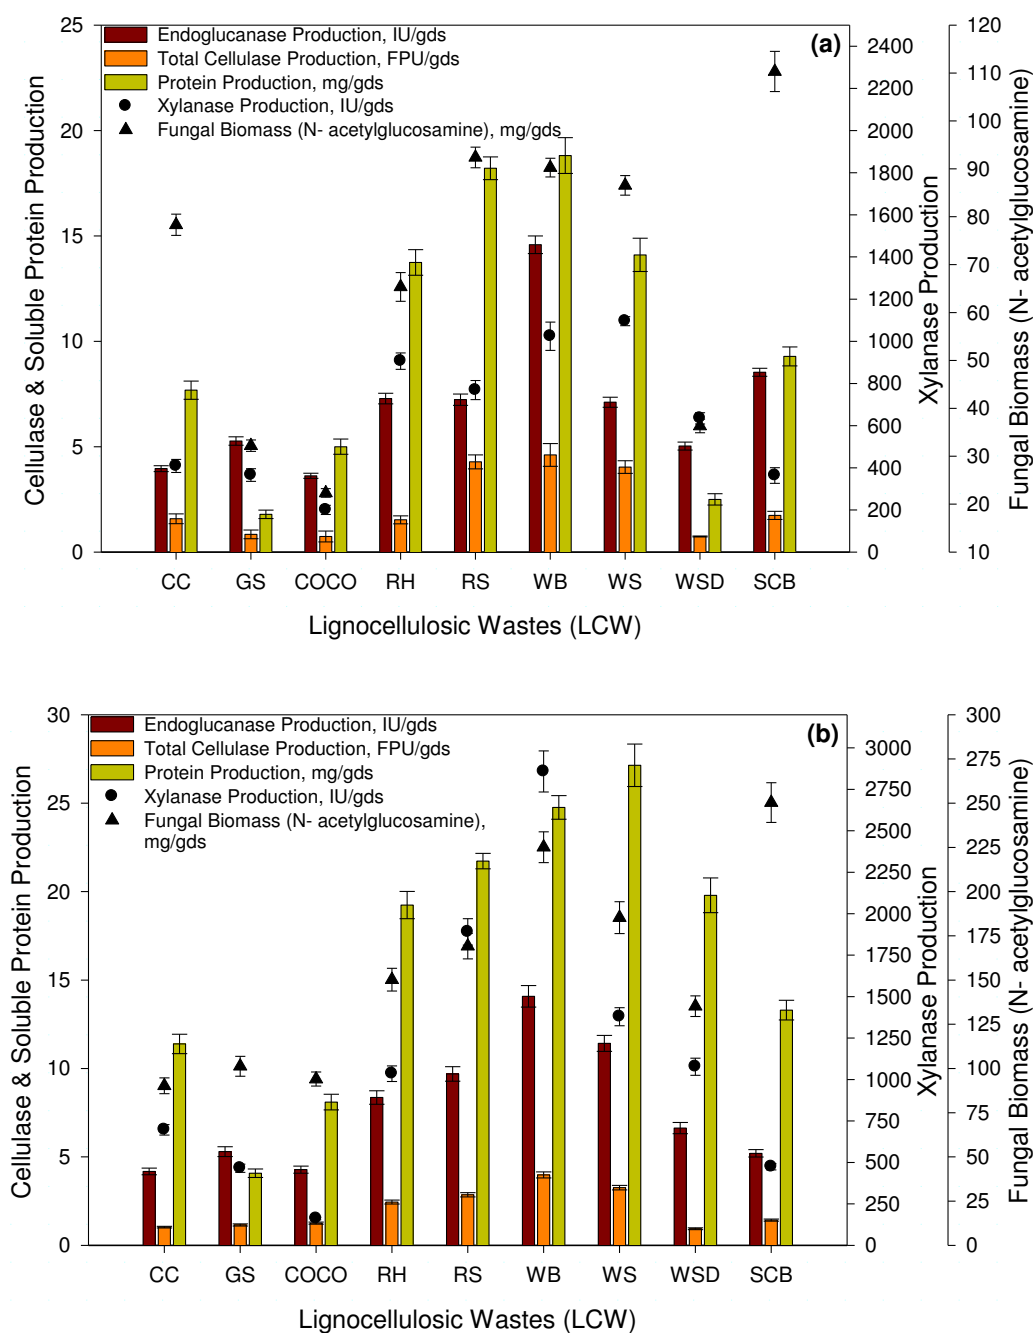 (a)
Endoglucanase Production, IU/gds
Total Cellulase Production, FPU/gds
Protein Production, mg/gds
Xylanase Production, IU/gds
Fungal Biomass (N- acetylglucosamine), mg/gds
Cellulase & Soluble Protein Production
25
20
15
10
5
0
Xylanase Production
2400
2200
2000
1800
1600
1400
1200
1000
800
600
400
200
0
Fungal Biomass (N- acetylglucosamine)
120
110
100
90
80
70
60
50
40
30
20
10
CC GS COCO RH RS WB WS WSD SCB
Lignocellulosic Wastes (LCW)
(b)
Endoglucanase Production, IU/gds
Total Cellulase Production, FPU/gds
Protein Production, mg/gds
Xylanase Production, IU/gds
Fungal Biomass (N- acetylglucosamine),
mg/gds
Cellulase & Soluble Protein Production
30
25
20
15
10
5
0
Xylanase Production
3000
2750
2500
2250
2000
1750
1500
1250
1000
750
500
250
0
Fungal Biomass (N- acetylglucosamine)
300
275
250
225
200
175
150
125
100
75
50
25
0
CC GS COCO RH RS WB WS WSD SCB
Lignocellulosic Wastes (LCW)